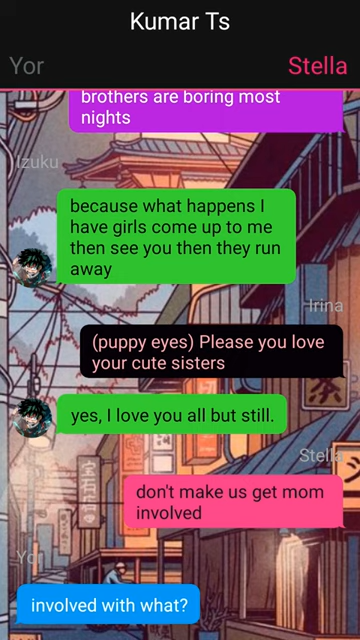 Kumar Ts
Yor
Stella
brothers are boring most
nights
Izuku
because what happens I
have girls come up to me
then see you then they run
away
Irina
(puppy eyes) Please you love
your cute sisters
yes, I love you all but still.
Stella
don't make us get mom
involved
Yor
involved with what?